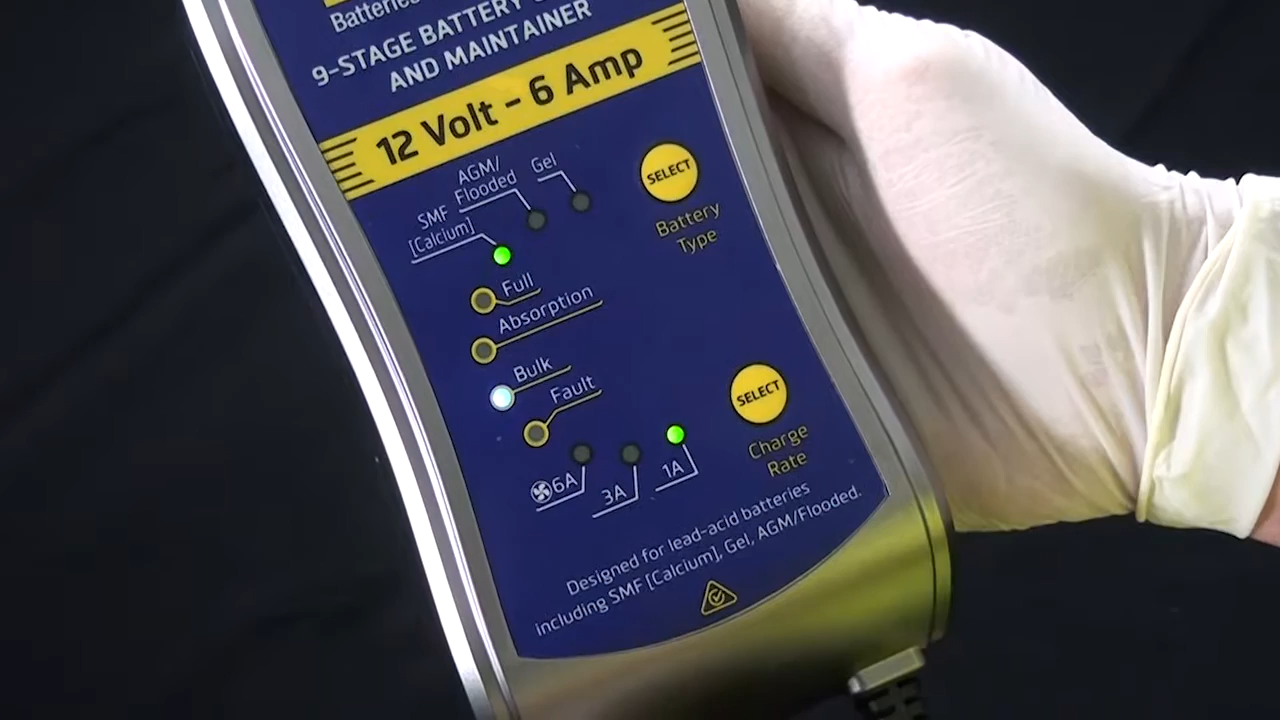 Batteries
9-STAGE BATTERY
AND MAINTAINER
12 Volt - 6 Amp
SMF
[Calcium]
AGM/
Flooded
Gel
SELECT
Battery
Type
Full
Absorption
Bulk
Fault
6A
3A
1A
SELECT
Charge
Rate
Designed for lead-acid batteries
including SMF [Calcium], Gel, AGM/Flooded.